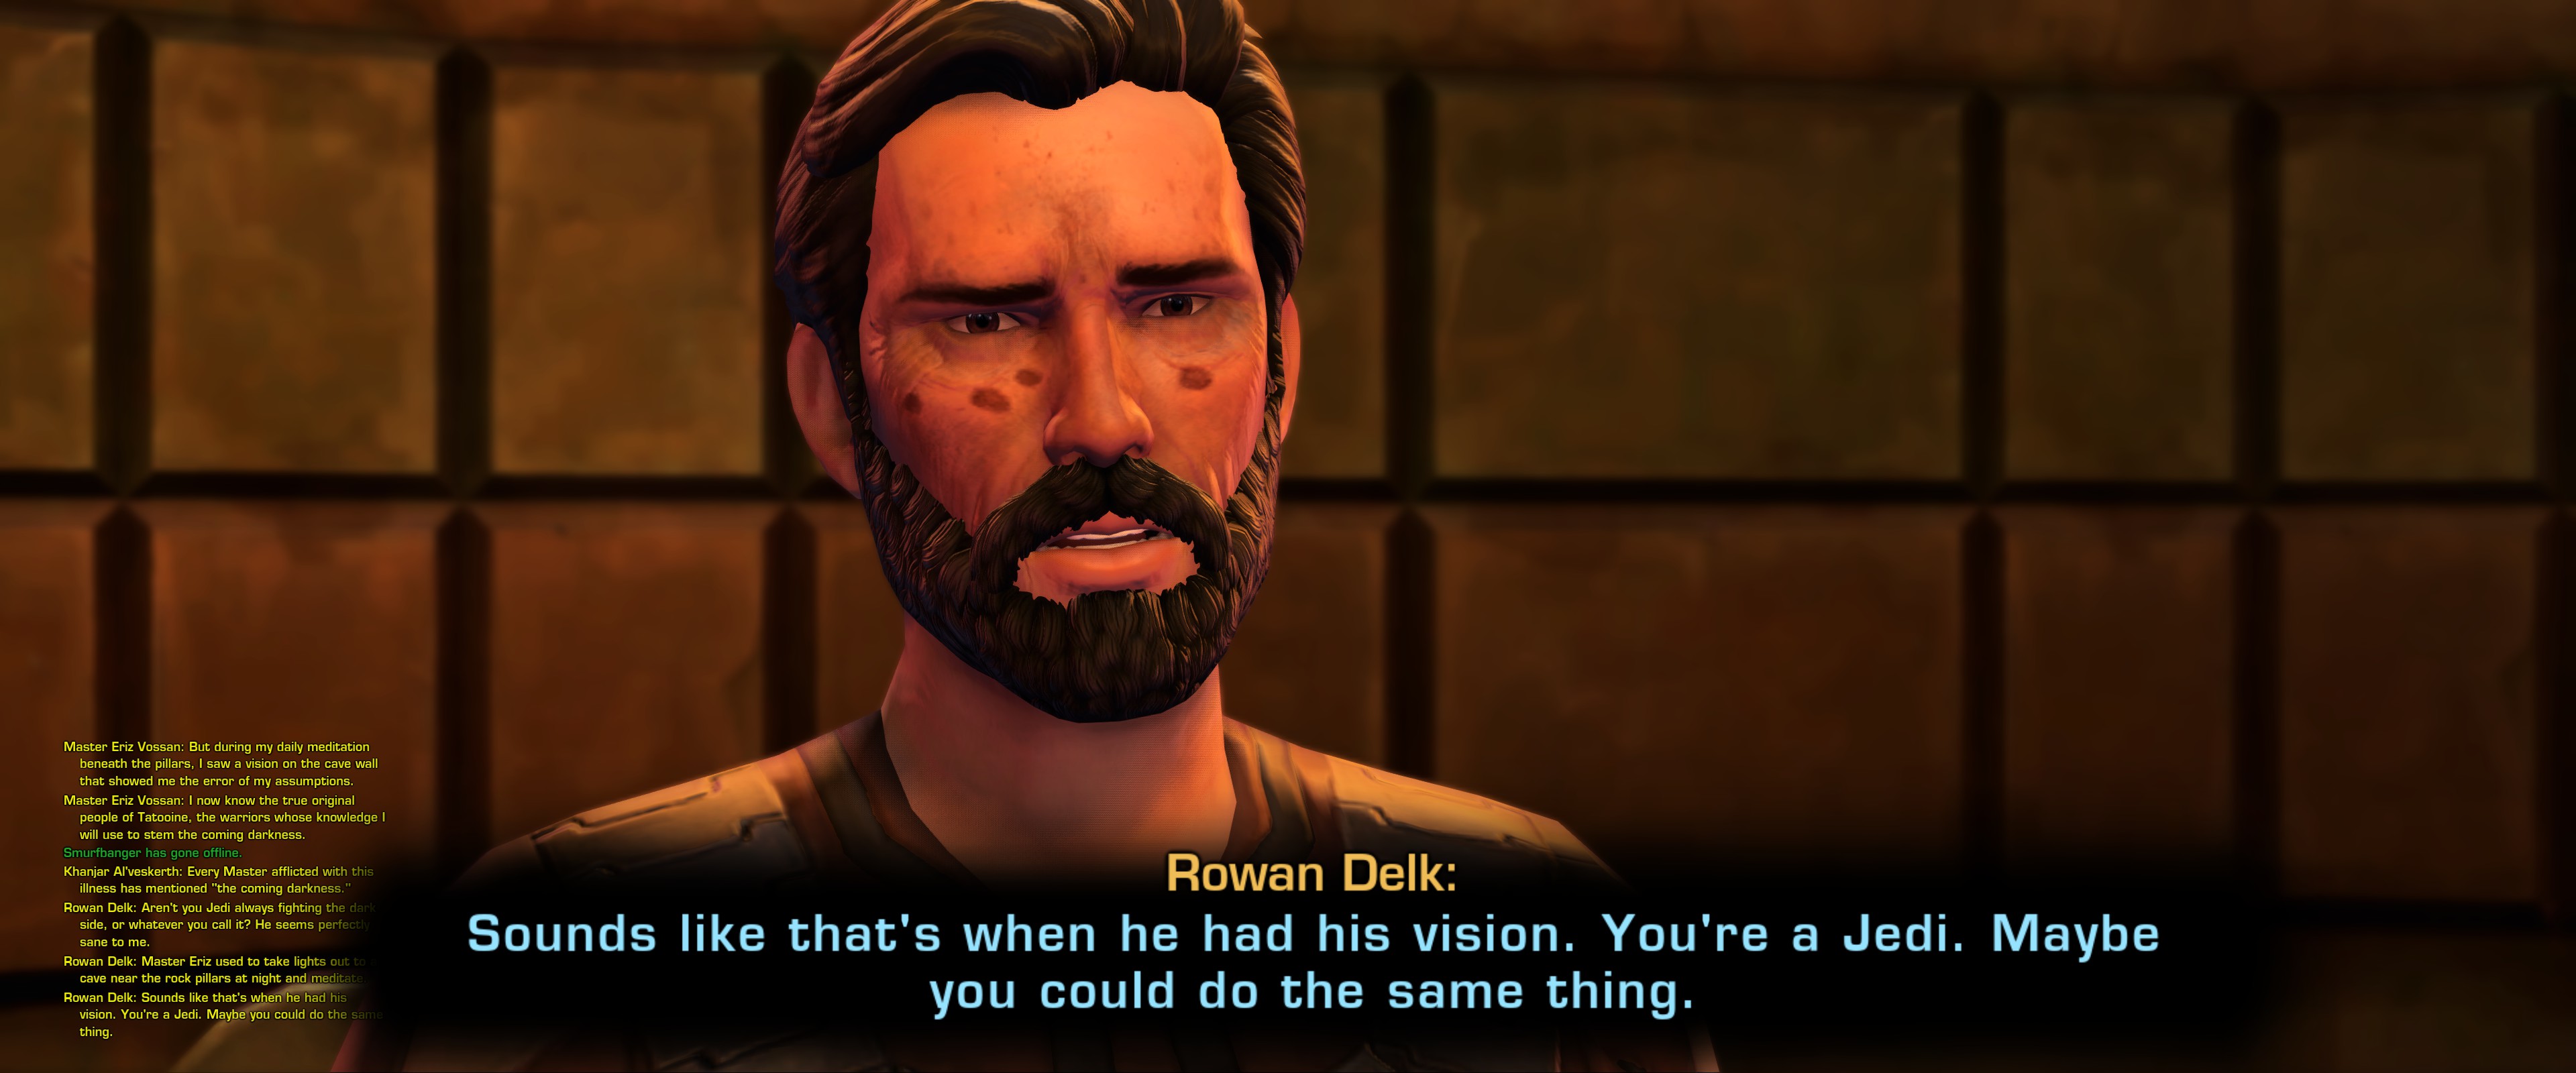 Master Eriz Vossan: But during my daily meditation
beneath the pillars, I saw a vision on the cave wall
that showed me the error of my assumptions.
Master Eriz Vossan: I now know the true original
people of Tatooine, the warriors whose knowledge I
will use to stem the coming darkness.
Smurfbanger has gone offline.
Khanjar Al'veskerth: Every Master afflicted with this
illness has mentioned "the coming darkness."
Rowan Delk: Aren't you Jedi always fighting the dark
side, or whatever you call it? He seems perfectly
sane to me.
Rowan Delk: Master Eriz used to take lights out to a
cave near the rock pillars at night and meditate.
Rowan Delk: Sounds like that's when he had his
vision. You're a Jedi. Maybe you could do the same
thing.
Rowan Delk:
Sounds like that's when he had his vision. You're a Jedi. Maybe
you could do the same thing.